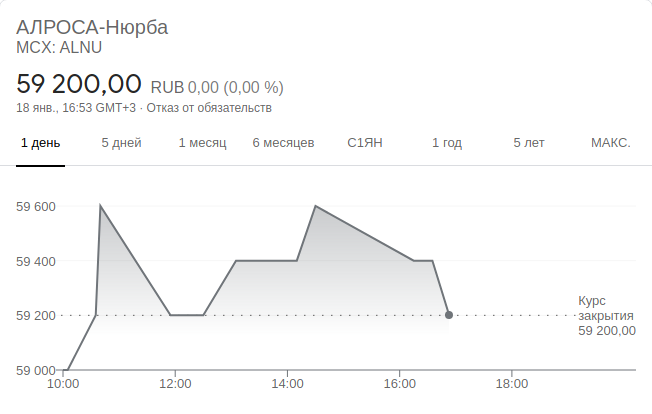 АЛРОСА-Нюрба
MCX: ALNU
59 200,00 RUB 0,00 (0,00 %)
18 янв., 16:53 GMT+3 · Отказ от обязательств
1 день 5 дней 1 месяц 6 месяцев С1ЯН 1 год 5 лет МАКС.
59 600
59 400
59 200
59 000
Курс
закрытия
59 200,00
10:00 12:00 14:00 16:00 18:00